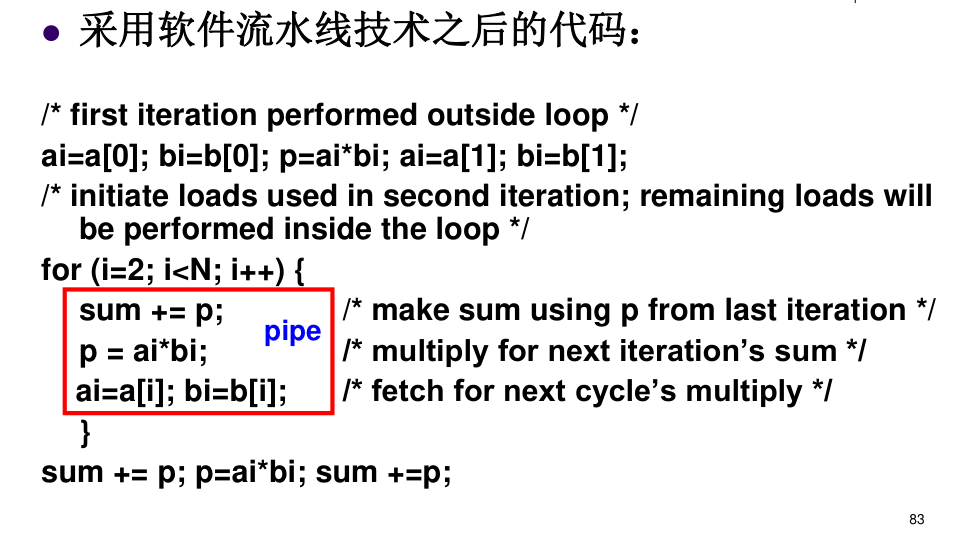 ● 采用软件流水线技术之后的代码：
/* first iteration performed outside loop */
ai=a[0]; bi=b[0]; p=ai*bi; ai=a[1]; bi=b[1];
/* initiate loads used in second iteration; remaining loads will
be performed inside the loop */
for (i=2; i<N; i++) {
sum += p; /* make sum using p from last iteration */
pipe
p = ai*bi; /* multiply for next iteration’s sum */
ai=a[i]; bi=b[i]; /* fetch for next cycle’s multiply */
}
sum += p; p=ai*bi; sum +=p;
83